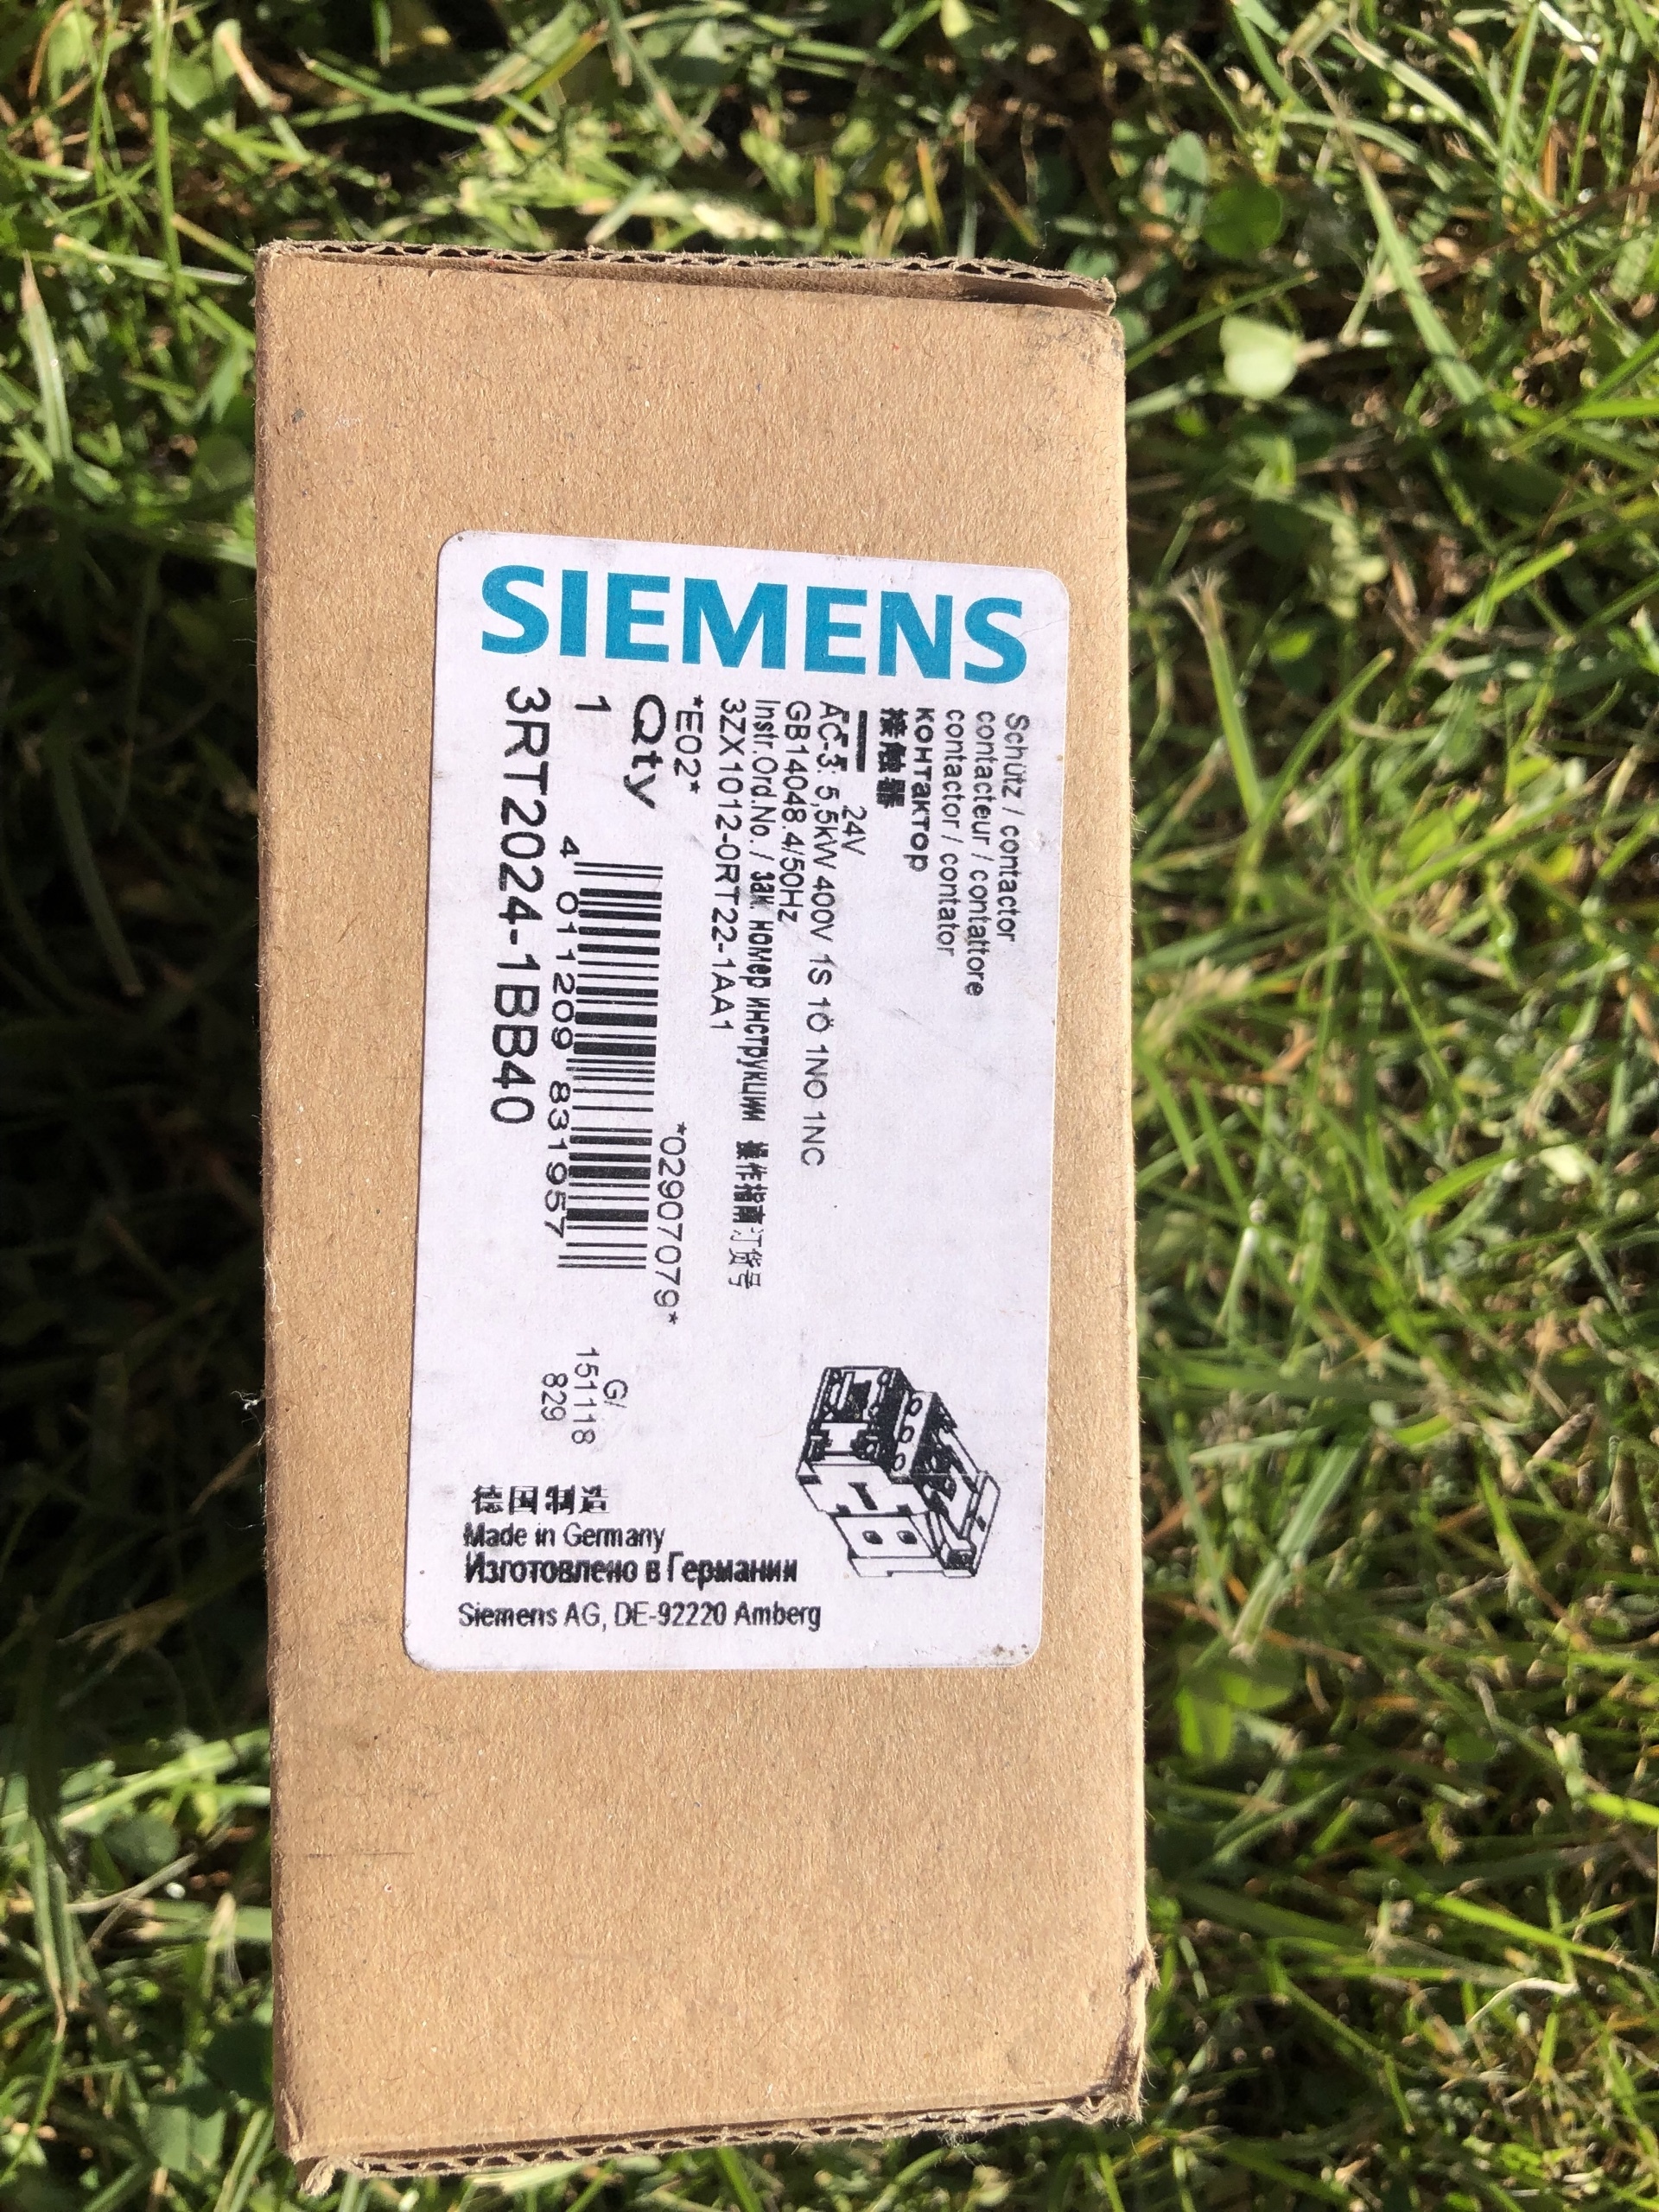 SIEMENS
Schütz / contactor
contacteur / contattore
contactor / contator
контактор
接触器
24V
AC-3: 5,5kW 400V 1S 1Ö 1NO 1NC
GB14048.4/50Hz
Instr.Ord.No. / зак. номер инструкции 操作指南订货号
3ZX1012-0RT22-1AA1
*E02*
*02907079*
Qty
1
4 011209 831957
3RT2024-1BB40
G/
151118
829
德国制造
Made in Germany
Изготовлено в Германии
Siemens AG, DE-92220 Amberg